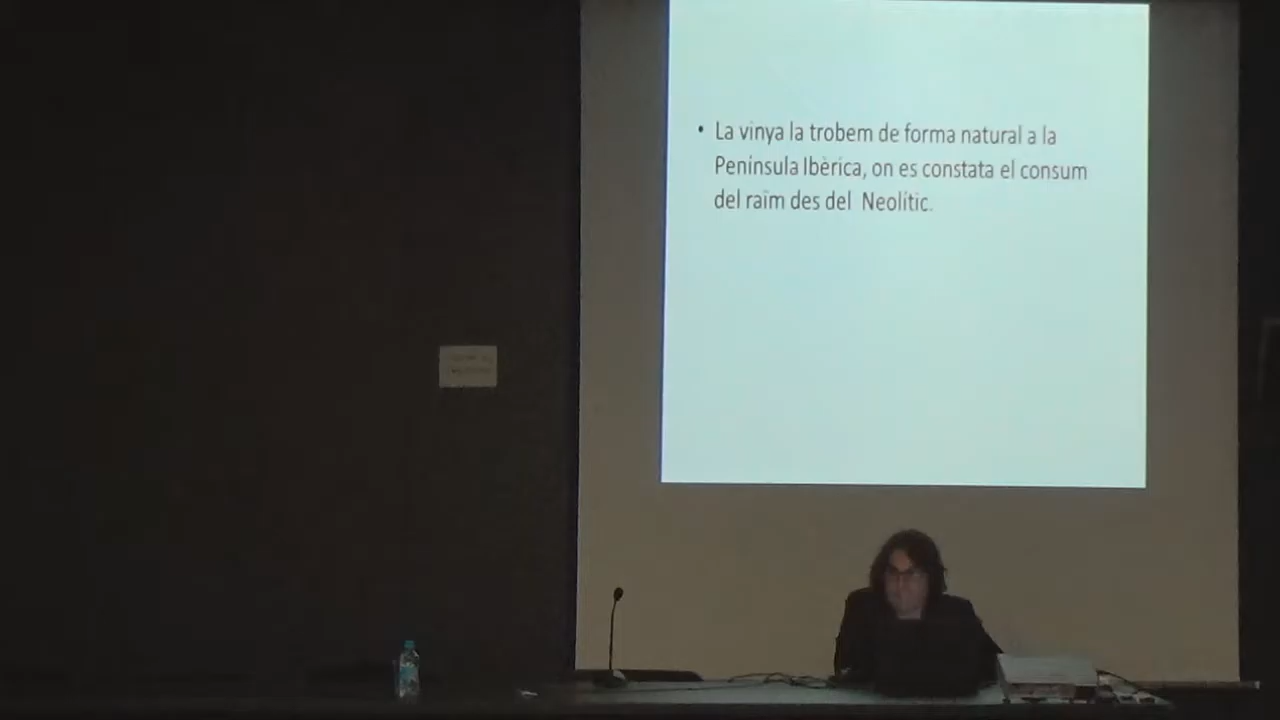 • La vinya la trobem de forma natural a la
Península Ibèrica, on es constata el consum
del raïm des del Neolític.